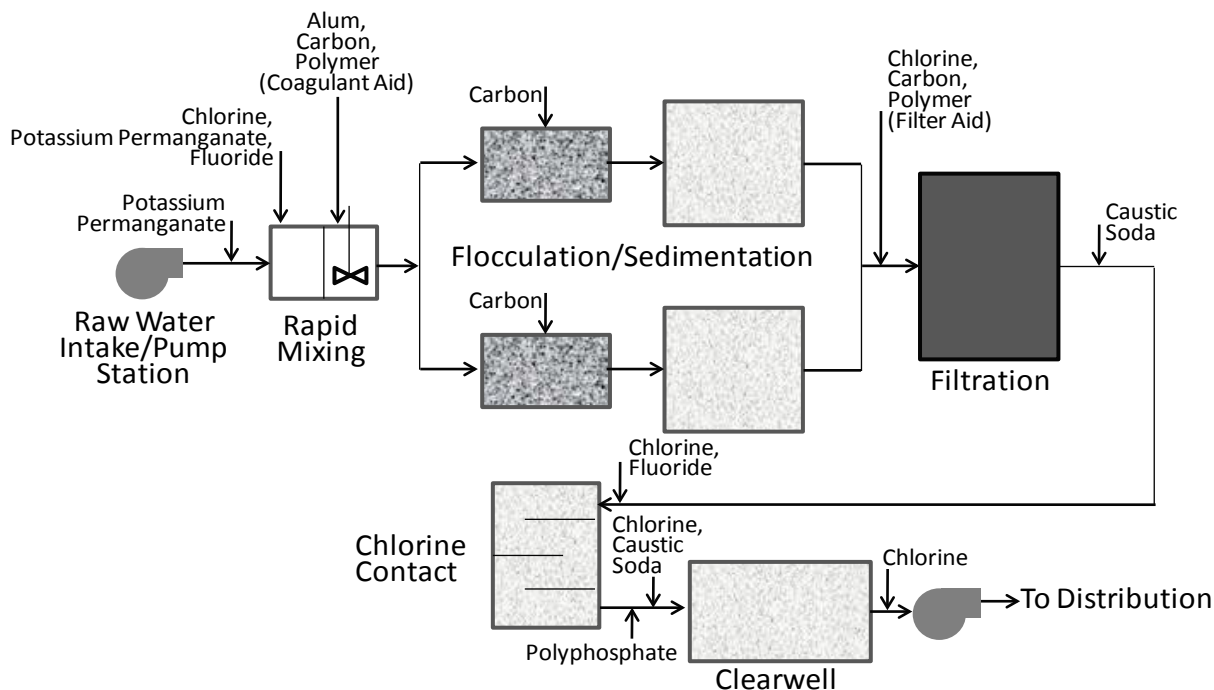 Alum,
Carbon,
Polymer
(Coagulant Aid)
Chlorine,
Potassium Permanganate,
Fluoride
Potassium
Permanganate
Raw Water
Intake/Pump
Station
Rapid
Mixing
Carbon
Flocculation/Sedimentation
Carbon
Chlorine,
Carbon,
Polymer
(Filter Aid)
Filtration
Caustic
Soda
Chlorine,
Fluoride
Chlorine
Contact
Chlorine,
Caustic
Soda
Polyphosphate
Clearwell
Chlorine
To Distribution